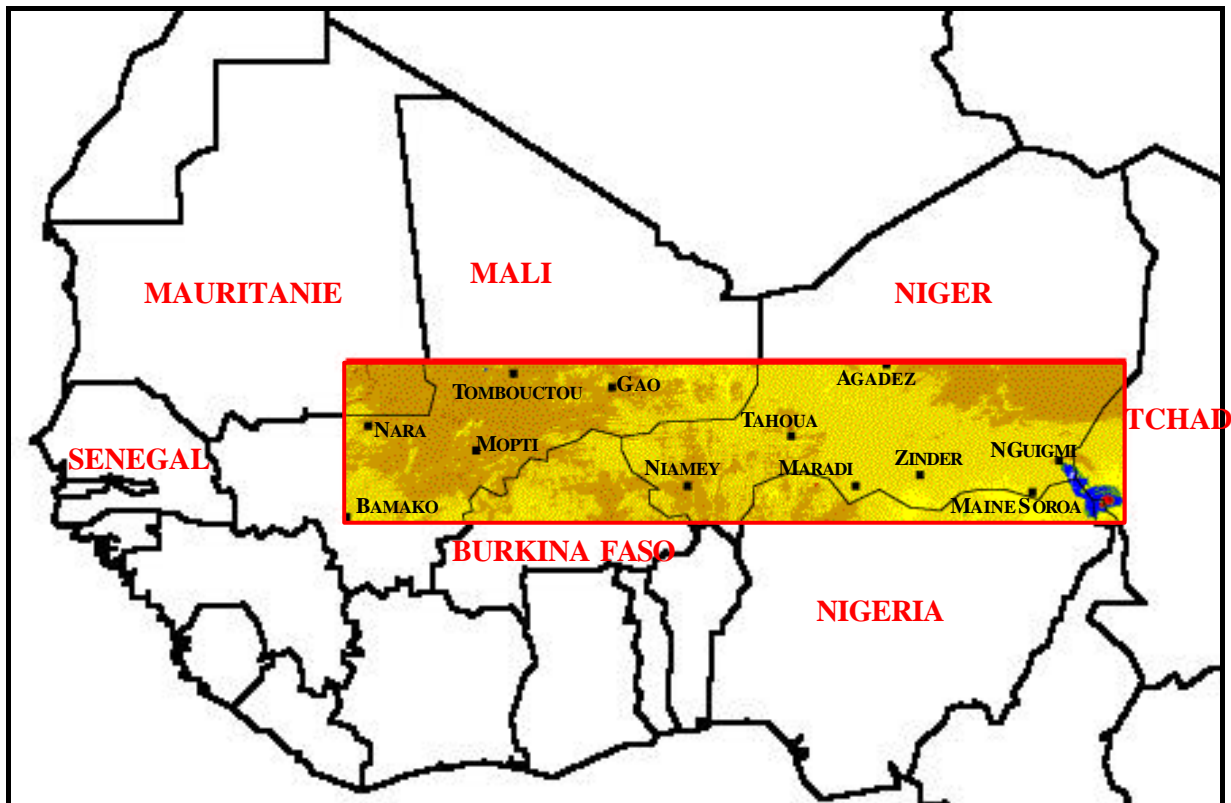 MALI
MAURITANIE
NIGER
AGADEZ
TOMBOUCTOU
GAO
TCHAD
TAHOUA
NARA
MOPTI
SENEGAL
NIAMEY
MARADI
ZINDER
NGUIGMI
BAMAKO
MAINE SOROA
BURKINA FASO
NIGERIA